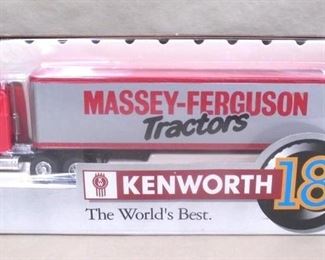 MASSEY-FERGUSON
Tractors
KENWORTH 18
The World's Best.